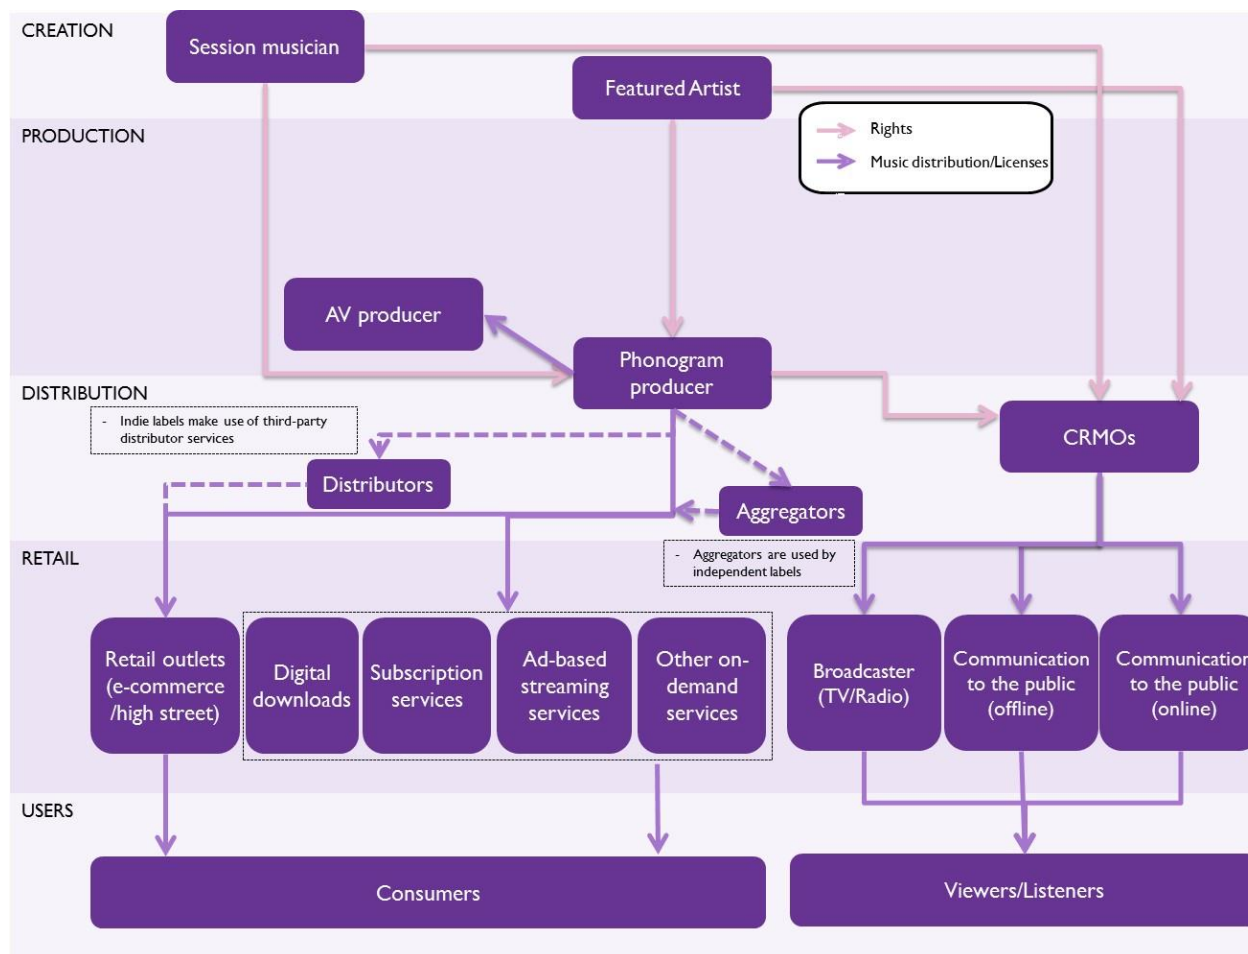 CREATION
Session musician
Featured Artist
PRODUCTION
Rights
Music distribution/Licenses
AV producer
Phonogram
producer
DISTRIBUTION
- Indie labels make use of third-party
distributor services
CRMOs
Distributors
Aggregators
RETAIL
- Aggregators are used by
independent labels
Retail outlets
(e-commerce
/high street)
Digital
downloads
Subscription
services
Ad-based
streaming
services
Other on-
demand
services
Broadcaster
(TV/Radio)
Communication
to the public
(offline)
Communication
to the public
(online)
USERS
Consumers
Viewers/Listeners